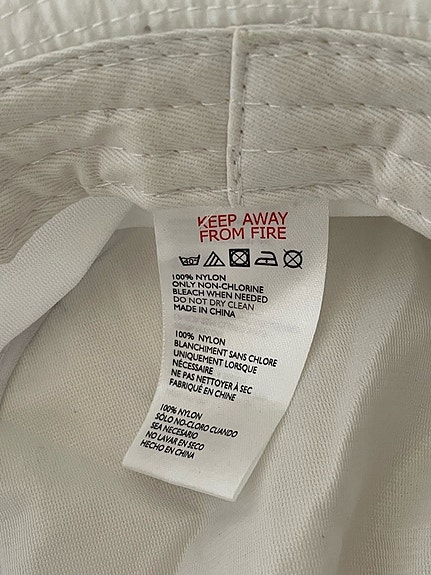 KEEP AWAY
FROM FIRE
40°
100% NYLON
ONLY NON-CHLORINE
BLEACH WHEN NEEDED
DO NOT DRY CLEAN
MADE IN CHINA
100% NYLON
BLANCHIMENT SANS CHLORE
UNIQUEMENT LORSQUE
NÉCESSAIRE
NE PAS NETTOYER À SEC
FABRIQUÉ EN CHINE
100% NYLON
SÓLO NO-CLORO CUANDO
SEA NECESARIO
NO LAVAR EN SECO
HECHO EN CHINA